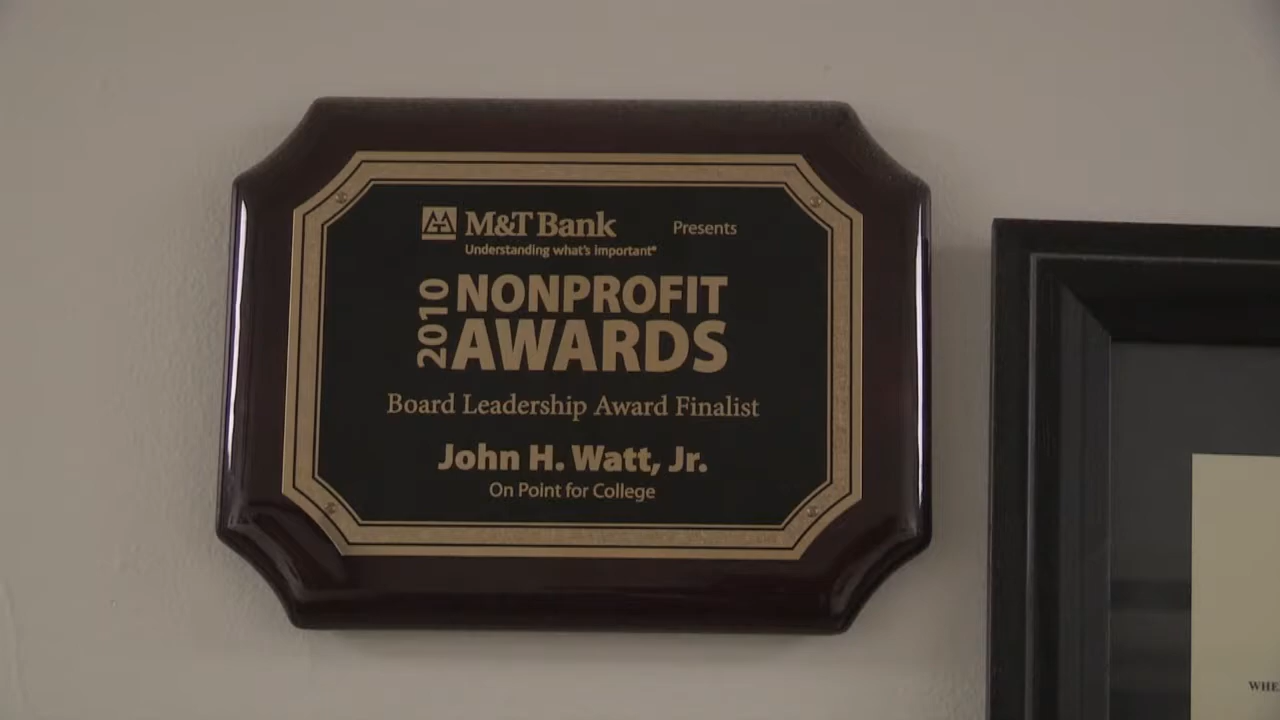 M&T Bank Presents
Understanding what's important®
2010 NONPROFIT
AWARDS
Board Leadership Award Finalist
John H. Watt, Jr.
On Point for College